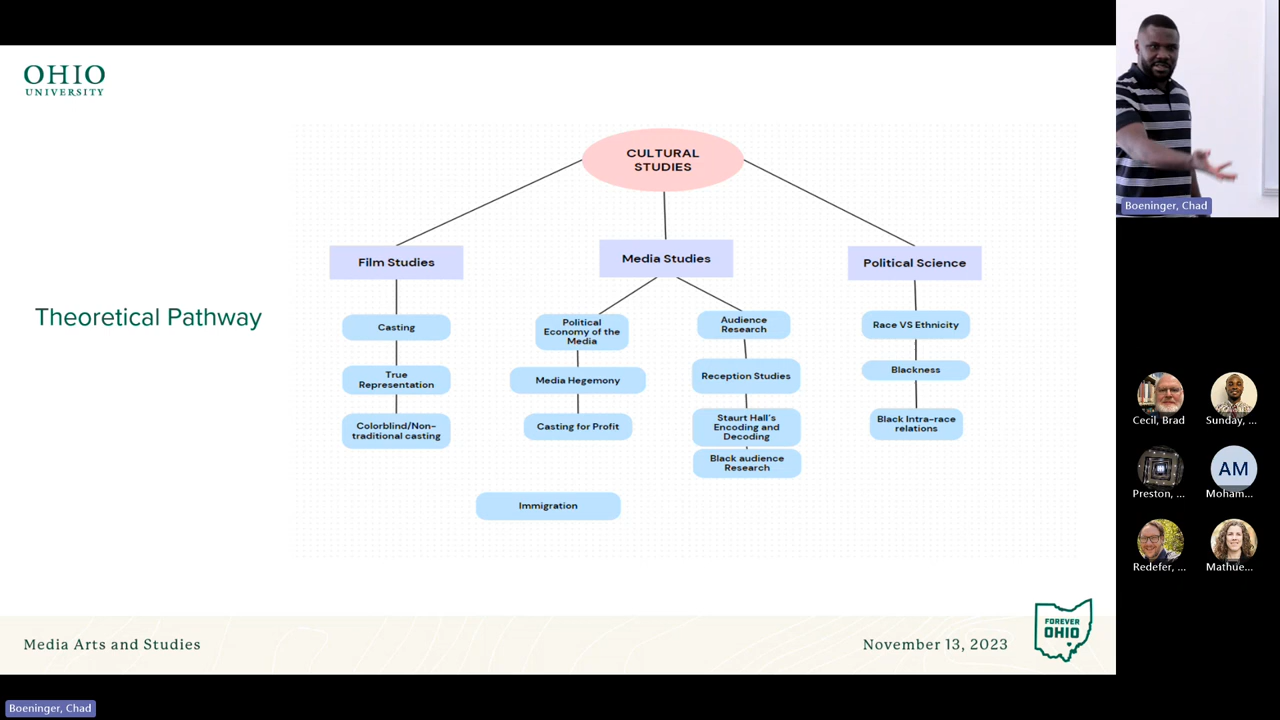 OHIO
UNIVERSITY
Theoretical Pathway
CULTURAL
STUDIES
Film Studies
Casting
True
Representation
Colorblind/Non-
traditional casting
Media Studies
Political
Economy of the
Media
Media Hegemony
Casting for Profit
Audience
Research
Reception Studies
Staurt Hall's
Encoding and
Decoding
Black audience
Research
Political Science
Race VS Ethnicity
Blackness
Black Intra-race
relations
Immigration
Media Arts and Studies
November 13, 2023
FOREVER
OHIO
Boeninger, Chad
Cecil, Brad
Sunday, ...
Preston, ...
AM
Moham...
Redefer, ...
Mathue...
Boeninger, Chad